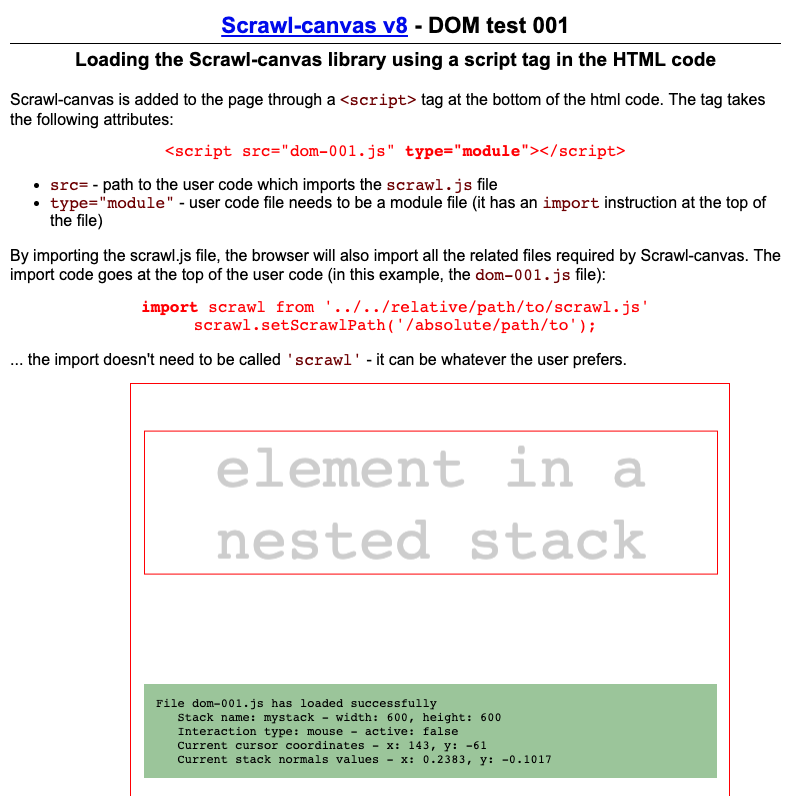 Scrawl-canvas v8 - DOM test 001
Loading the Scrawl-canvas library using a script tag in the HTML code
Scrawl-canvas is added to the page through a <script> tag at the bottom of the html code. The tag takes
the following attributes:
<script src="dom-001.js" type="module"></script>
• src= - path to the user code which imports the scrawl.js file
• type="module" - user code file needs to be a module file (it has an import instruction at the top of
the file)
By importing the scrawl.js file, the browser will also import all the related files required by Scrawl-canvas. The
import code goes at the top of the user code (in this example, the dom-001.js file):
import scrawl from '../../relative/path/to/scrawl.js'
scrawl.setScrawlPath('/absolute/path/to');
... the import doesn't need to be called 'scrawl' - it can be whatever the user prefers.
element in a
nested stack
File dom-001.js has loaded successfully
Stack name: mystack - width: 600, height: 600
Interaction type: mouse - active: false
Current cursor coordinates - x: 143, y: -61
Current stack normals values - x: 0.2383, y: -0.1017